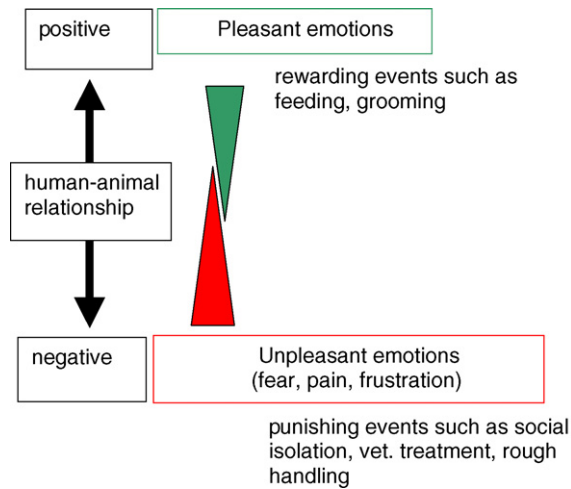 positive
Pleasant emotions
rewarding events such as
feeding, grooming
human-animal
relationship
negative
Unpleasant emotions
(fear, pain, frustration)
punishing events such as social
isolation, vet. treatment, rough
handling